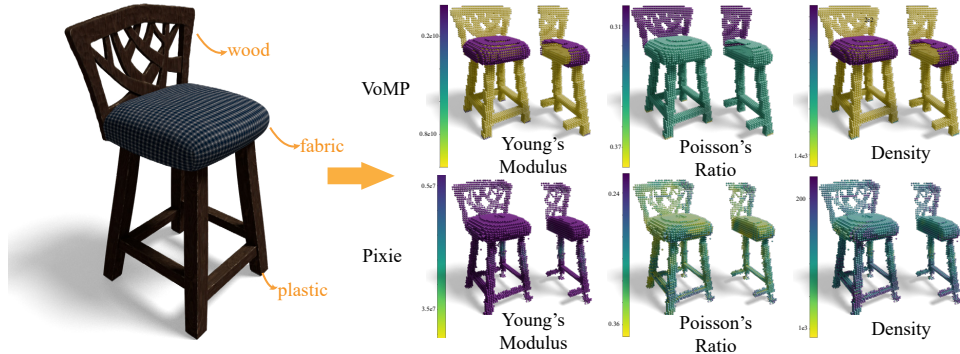 wood
fabric
plastic
VoMP
0.2e10
0.8e10
Young's
Modulus
0.31
0.37
Poisson's
Ratio
1.4e3
Density
Pixie
0.5e7
3.5e7
Young's
Modulus
0.24
0.36
Poisson's
Ratio
200
1e3
Density